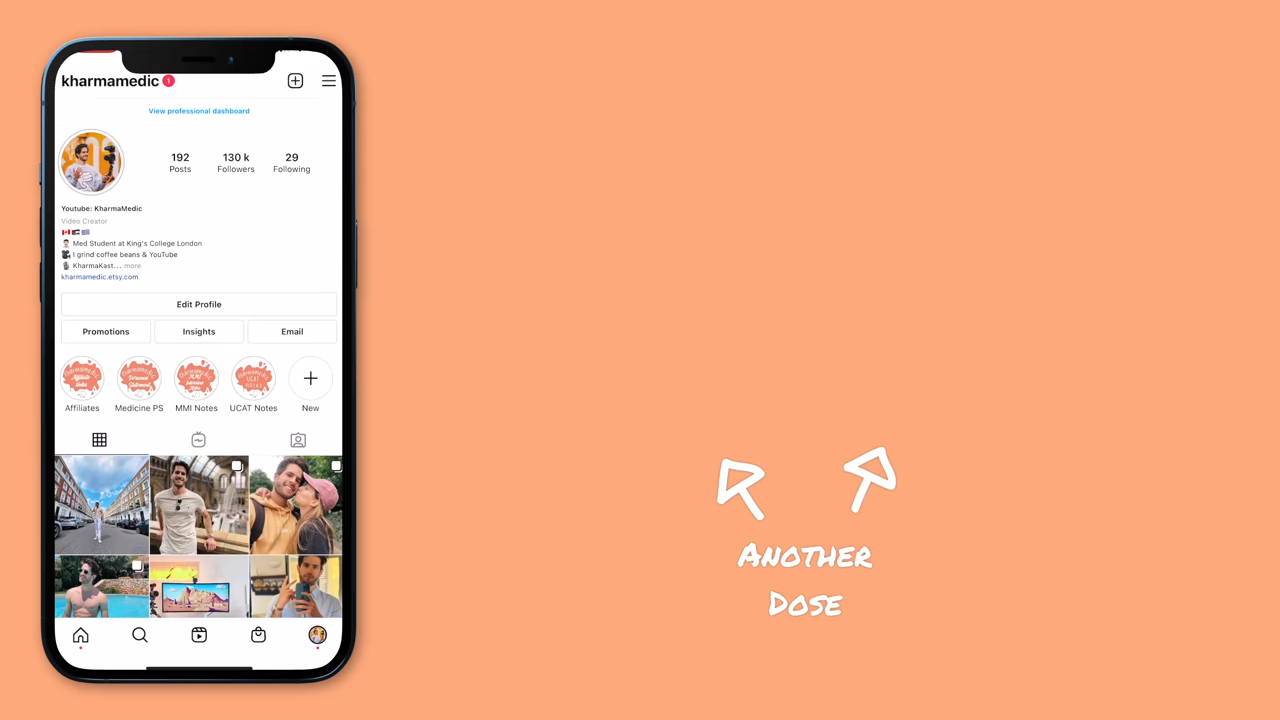 kharmamedic 1
View professional dashboard
192 130 k 29
Posts Followers Following
Youtube: KharmaMedic
Video Creator
Med Student at King's College London
I grind coffee beans & YouTube
KharmaKast... more
kharmamedic.etsy.com
Edit Profile
Promotions Insights Email
Affiliates Medicine PS MMI Notes UCAT Notes New
ANOTHER
DOSE